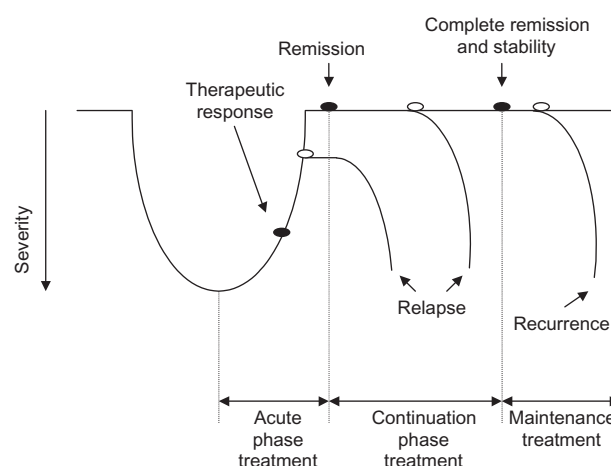 Complete remission
and stability
Remission
Therapeutic
response
Severity
Relapse
Recurrence
Acute
phase
treatment
Continuation
phase
treatment
Maintenance
treatment